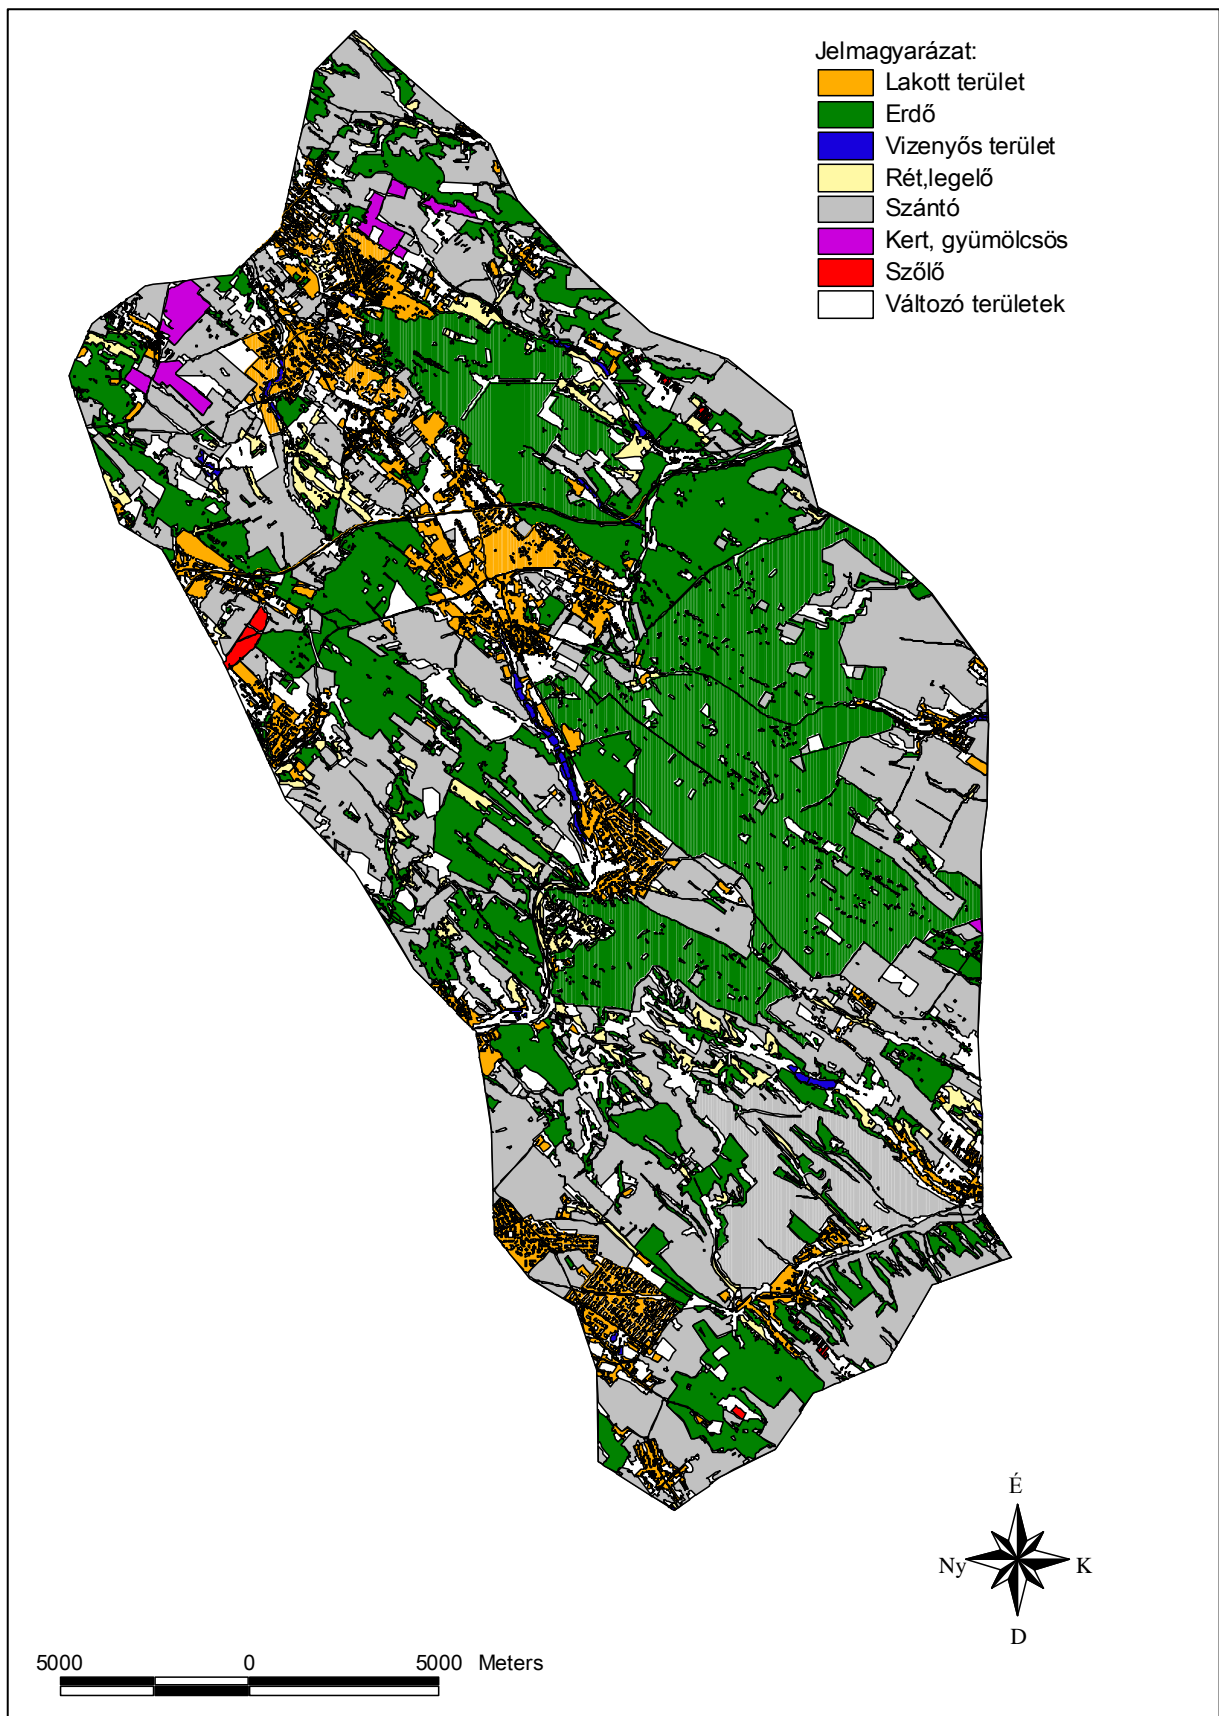 Jelmagyarázat:
Lakott terület
Erdő
Vizenyős terület
Rét,legelő
Szántó
Kert, gyümölcsös
Szőlő
Változó területek
É
Ny K
D
5000 0 5000 Meters